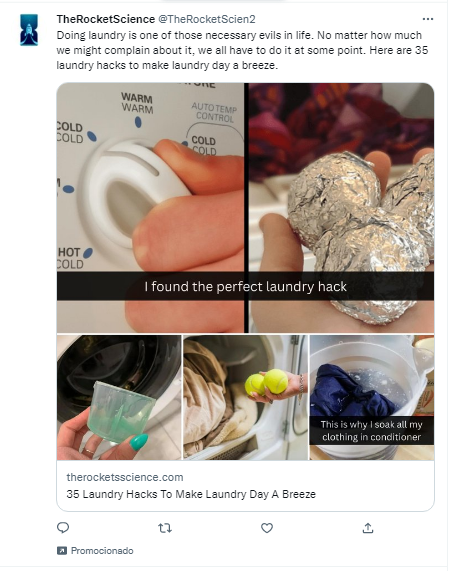 TheRocketScience @TheRocketScien2
Doing laundry is one of those necessary evils in life. No matter how much
we might complain about it, we all have to do it at some point. Here are 35
laundry hacks to make laundry day a breeze.
WARM
WARM
AUTO TEMP
CONTROL
COLD
COLD
COLD
HOT
COLD
I found the perfect laundry hack
This is why I soak all my
clothing in conditioner
therocketsscience.com
35 Laundry Hacks To Make Laundry Day A Breeze
Promocionado